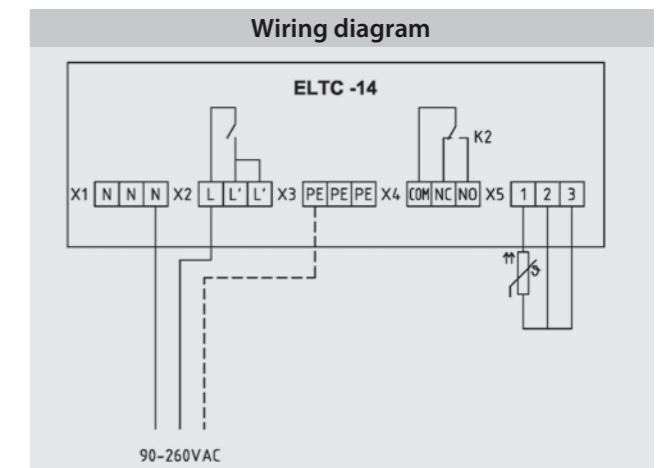 Wiring diagram
ELTC -14
K2
X1 N N N X2 L L' L' X3 PE PE PE X4 COM NC NO X5 1 2 3
ϑ
90-260VAC